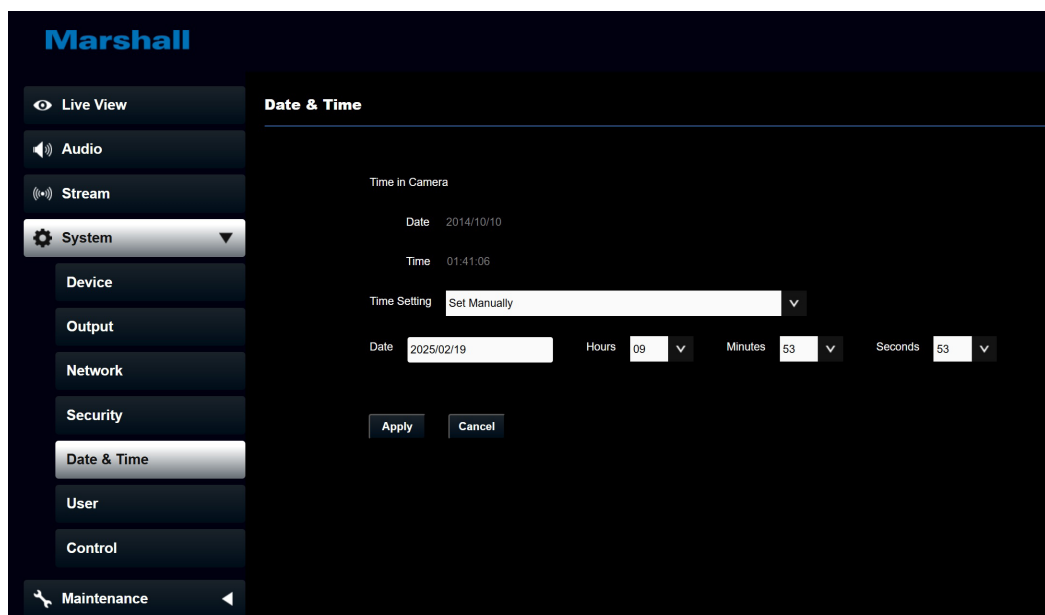 Marshall
Live View
Audio
Stream
System
Device
Output
Network
Security
Date & Time
User
Control
Maintenance
Date & Time
Time in Camera
Date 2014/10/10
Time 01:41:06
Time Setting Set Manually
Date 2025/02/19 Hours 09 Minutes 53 Seconds 53
Apply Cancel